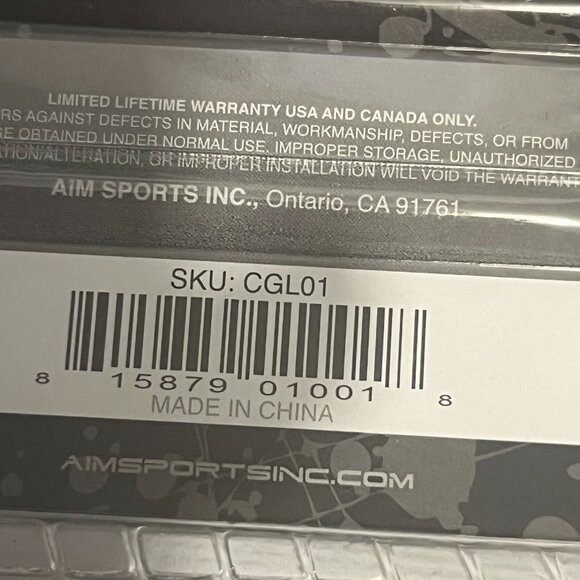 LIMITED LIFETIME WARRANTY USA AND CANADA ONLY.
AGAINST DEFECTS IN MATERIAL, WORKMANSHIP, DEFECTS, OR FROM
OBTAINED UNDER NORMAL USE. IMPROPER STORAGE, UNAUTHORIZED
OR IMPROPER INSTALLATION WILL VOID THE
AIM SPORTS INC., Ontario, CA 91761
SKU: CGL01
8 15879 01001 8
MADE IN CHINA
AIMSPORTSINC.COM